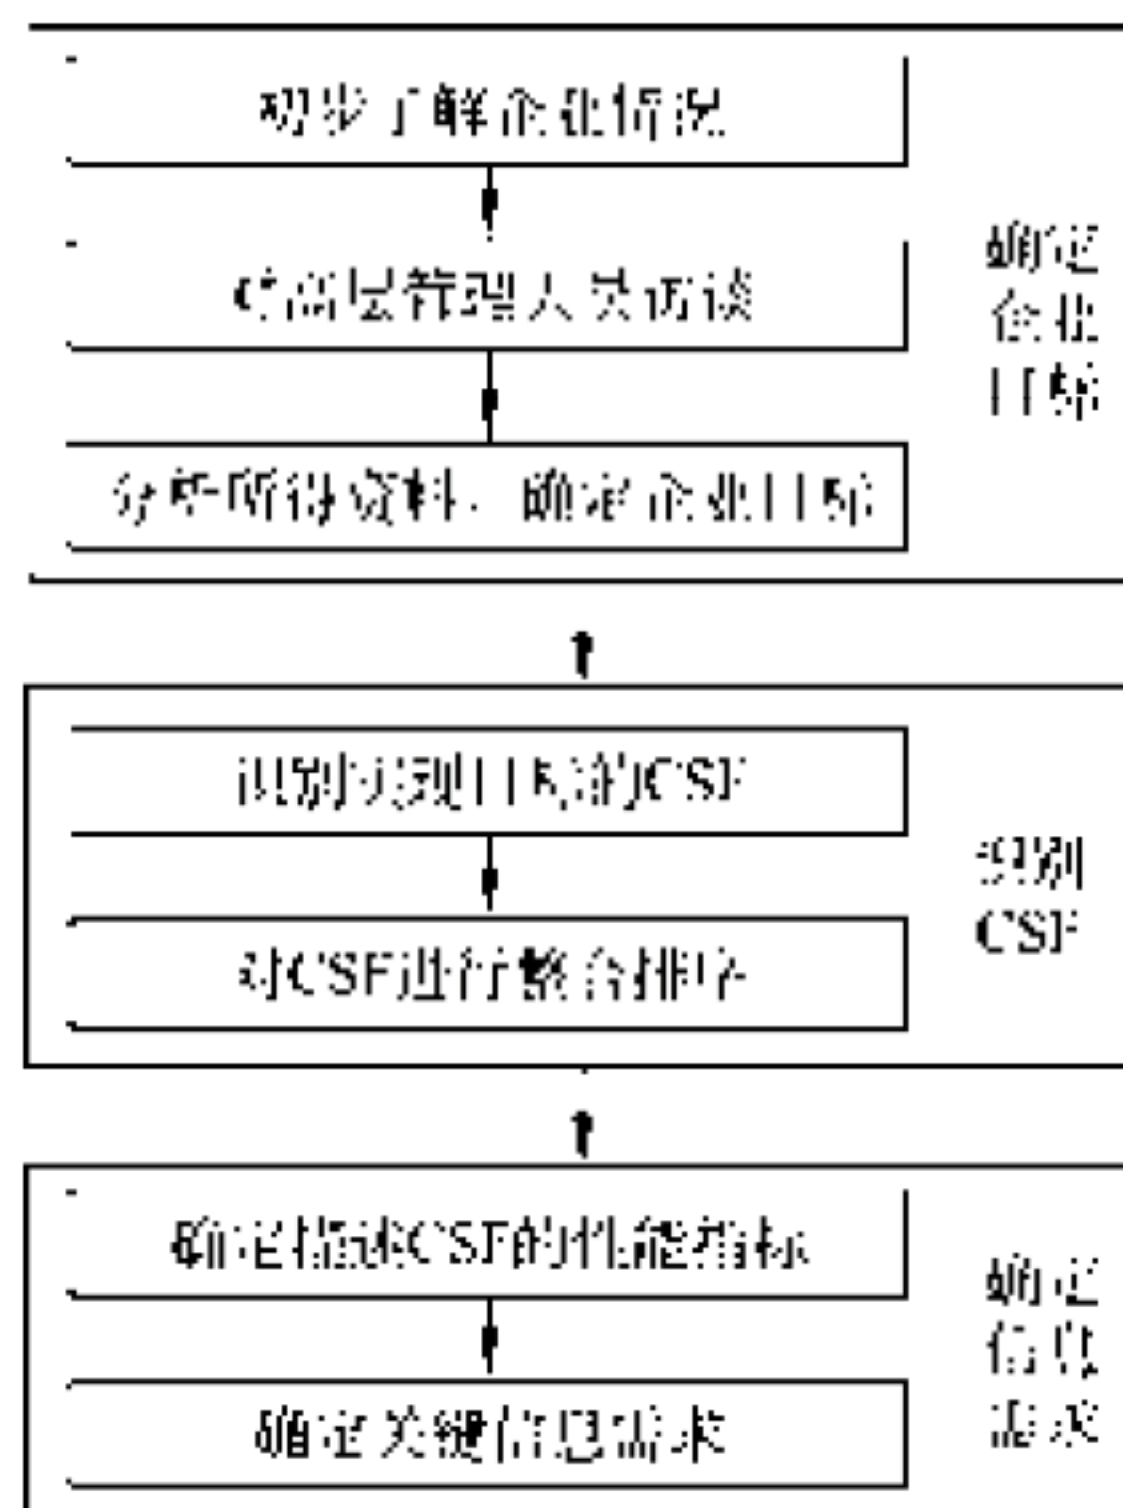 初步了解企业情况
与高层管理人员访谈
分析所得资料，确定企业目标
确定
企业
目标
识别实现目标的CSF
对CSF进行整合排序
识别
CSF
确定描述CSF的性能指标
确定关键信息需求
确定
信息
需求